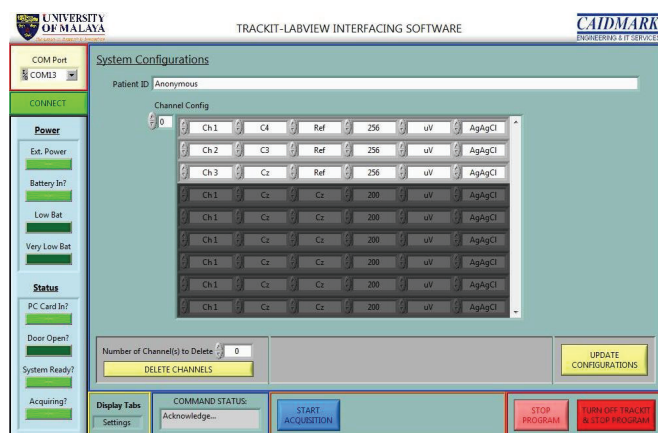 UNIVERSITY
OF MALAYA
TRACKIT-LABVIEW INTERFACING SOFTWARE
CAIDMARK
ENGINEERING & IT SERVICES
COM Port
COM13
CONNECT
Power
Ext. Power
Battery In?
Low Bat
Very Low Bat
Status
PC Card In?
Door Open?
System Ready?
Acquiring?
System Configurations
Patient ID Anonymous
Channel Config
0
Ch 1 C4 Ref 256 uV AgAgCl
Ch 2 C3 Ref 256 uV AgAgCl
Ch 3 Cz Ref 256 uV AgAgCl
Ch 1 Cz Cz 200 uV AgAgCl
Ch 1 Cz Cz 200 uV AgAgCl
Ch 1 Cz Cz 200 uV AgAgCl
Ch 1 Cz Cz 200 uV AgAgCl
Ch 1 Cz Cz 200 uV AgAgCl
Ch 1 Cz Cz 200 uV AgAgCl
Number of Channel(s) to Delete 0
DELETE CHANNELS
UPDATE
CONFIGURATIONS
Display Tabs
Settings
COMMAND STATUS:
Acknowledge...
START
ACQUISITION
STOP
PROGRAM
TURN OFF TRACKIT
& STOP PROGRAM